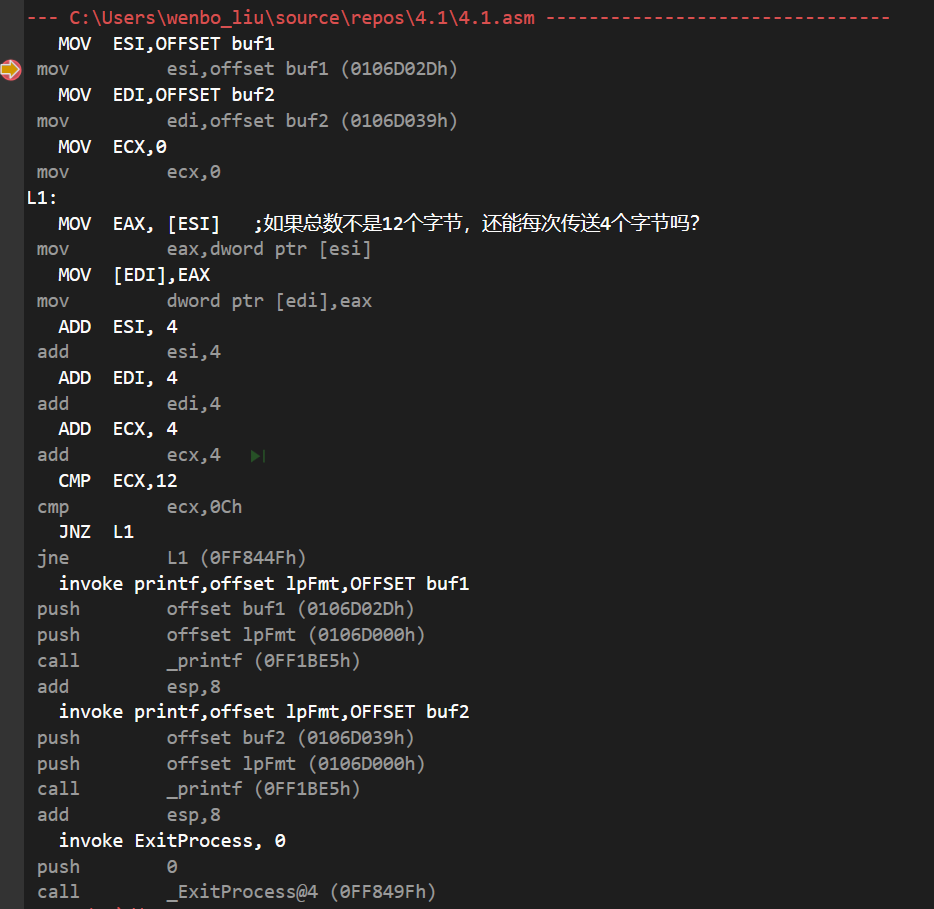 --- C:\Users\wenbo_liu\source\repos\4.1\4.1.asm --------------------------------
MOV  ESI,OFFSET buf1
mov         esi,offset buf1 (0106D02Dh)
MOV  EDI,OFFSET buf2
mov         edi,offset buf2 (0106D039h)
MOV  ECX,0
mov         ecx,0
L1:
MOV  EAX, [ESI]   ;如果总数不是12个字节，还能每次传送4个字节吗?
mov         eax,dword ptr [esi]
MOV  [EDI],EAX
mov         dword ptr [edi],eax
ADD  ESI, 4
add         esi,4
ADD  EDI, 4
add         edi,4
ADD  ECX, 4
add         ecx,4
CMP  ECX,12
cmp         ecx,0Ch
JNZ  L1
jne         L1 (0FF844Fh)
invoke printf,offset lpFmt,OFFSET buf1
push        offset buf1 (0106D02Dh)
push        offset lpFmt (0106D000h)
call        _printf (0FF1BE5h)
add         esp,8
invoke printf,offset lpFmt,OFFSET buf2
push        offset buf2 (0106D039h)
push        offset lpFmt (0106D000h)
call        _printf (0FF1BE5h)
add         esp,8
invoke ExitProcess, 0
push        0
call        _ExitProcess@4 (0FF849Fh)